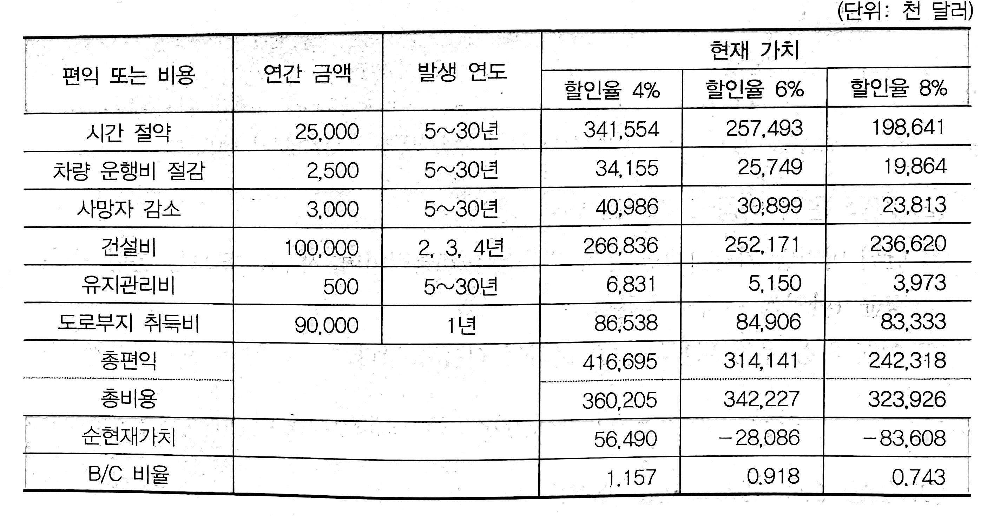 (단위: 천 달러)
편익 또는 비용 연간 금액 발생 연도 현재 가치
할인율 4% 할인율 6% 할인율 8%
시간 절약 25,000 5~30년 341,554 257,493 198,641
차량 운행비 절감 2,500 5~30년 34,155 25,749 19,864
사망자 감소 3,000 5~30년 40,986 30,899 23,813
건설비 100,000 2, 3, 4년 266,836 252,171 236,620
유지관리비 500 5~30년 6,831 5,150 3,973
도로부지 취득비 90,000 1년 86,538 84,906 83,333
총편익 416,695 314,141 242,318
총비용 360,205 342,227 323,926
순현재가치 56,490 -28,086 -83,608
B/C 비율 1.157 0.918 0.743